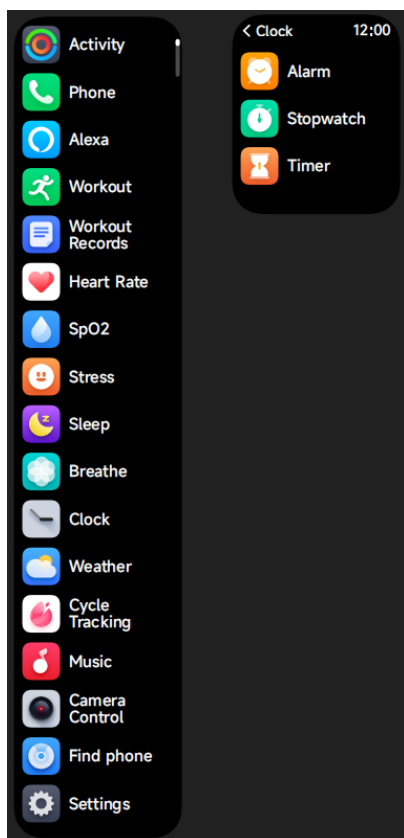 Activity
Phone
Alexa
Workout
Workout
Records
Heart Rate
SpO2
Stress
Sleep
Breathe
Clock
Weather
Cycle
Tracking
Music
Camera
Control
Find phone
Settings
< Clock 12:00
Alarm
Stopwatch
Timer